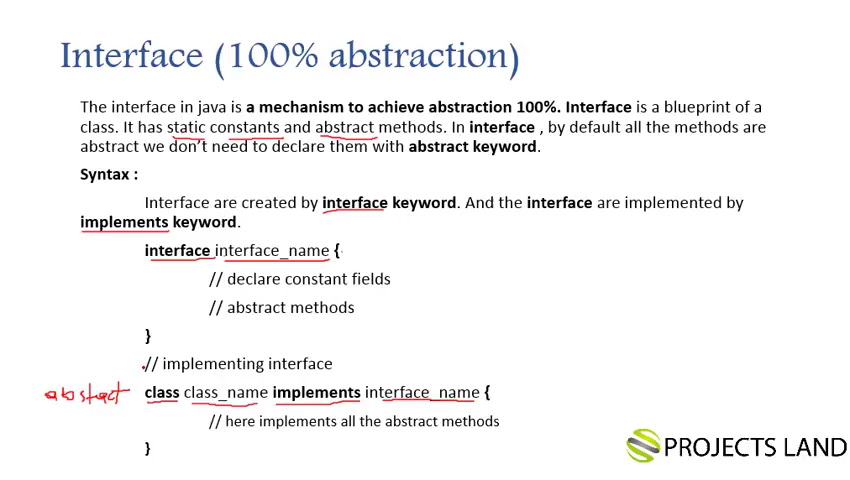 Interface (100% abstraction)
The interface in java is a mechanism to achieve abstraction 100%. Interface is a blueprint of a
class. It has static constants and abstract methods. In interface , by default all the methods are
abstract we don't need to declare them with abstract keyword.
Syntax :
Interface are created by interface keyword. And the interface are implemented by
implements keyword.
interface interface_name {
// declare constant fields
// abstract methods
}
// implementing interface
abstract class class_name implements interface_name {
// here implements all the abstract methods
}
PROJECTS LAND